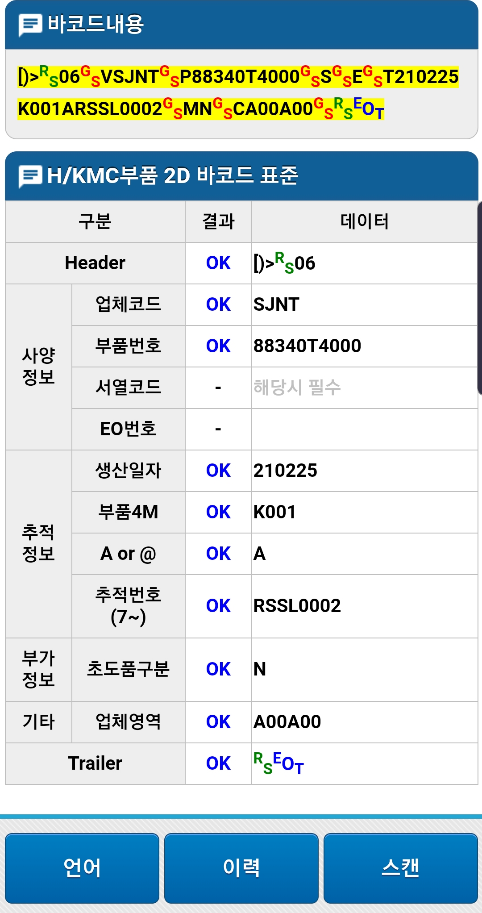 바코드내용
[)>RS06GSVSJNTGSP88340T4000GSSGSEGST210225
K001ARSSL0002GSMNGSCA00A00GSRSEOT
H/KMC부품 2D 바코드 표준
구분 결과 데이터
Header OK [)>RS06
사양정보 업체코드 OK SJNT
부품번호 OK 88340T4000
서열코드 - 해당시 필수
EO번호 -
추적정보 생산일자 OK 210225
부품4M OK K001
A or @ OK A
추적번호 (7~) OK RSSL0002
부가정보 초도품구분 OK N
기타 업체영역 OK A00A00
Trailer OK RSEOT
언어 이력 스캔